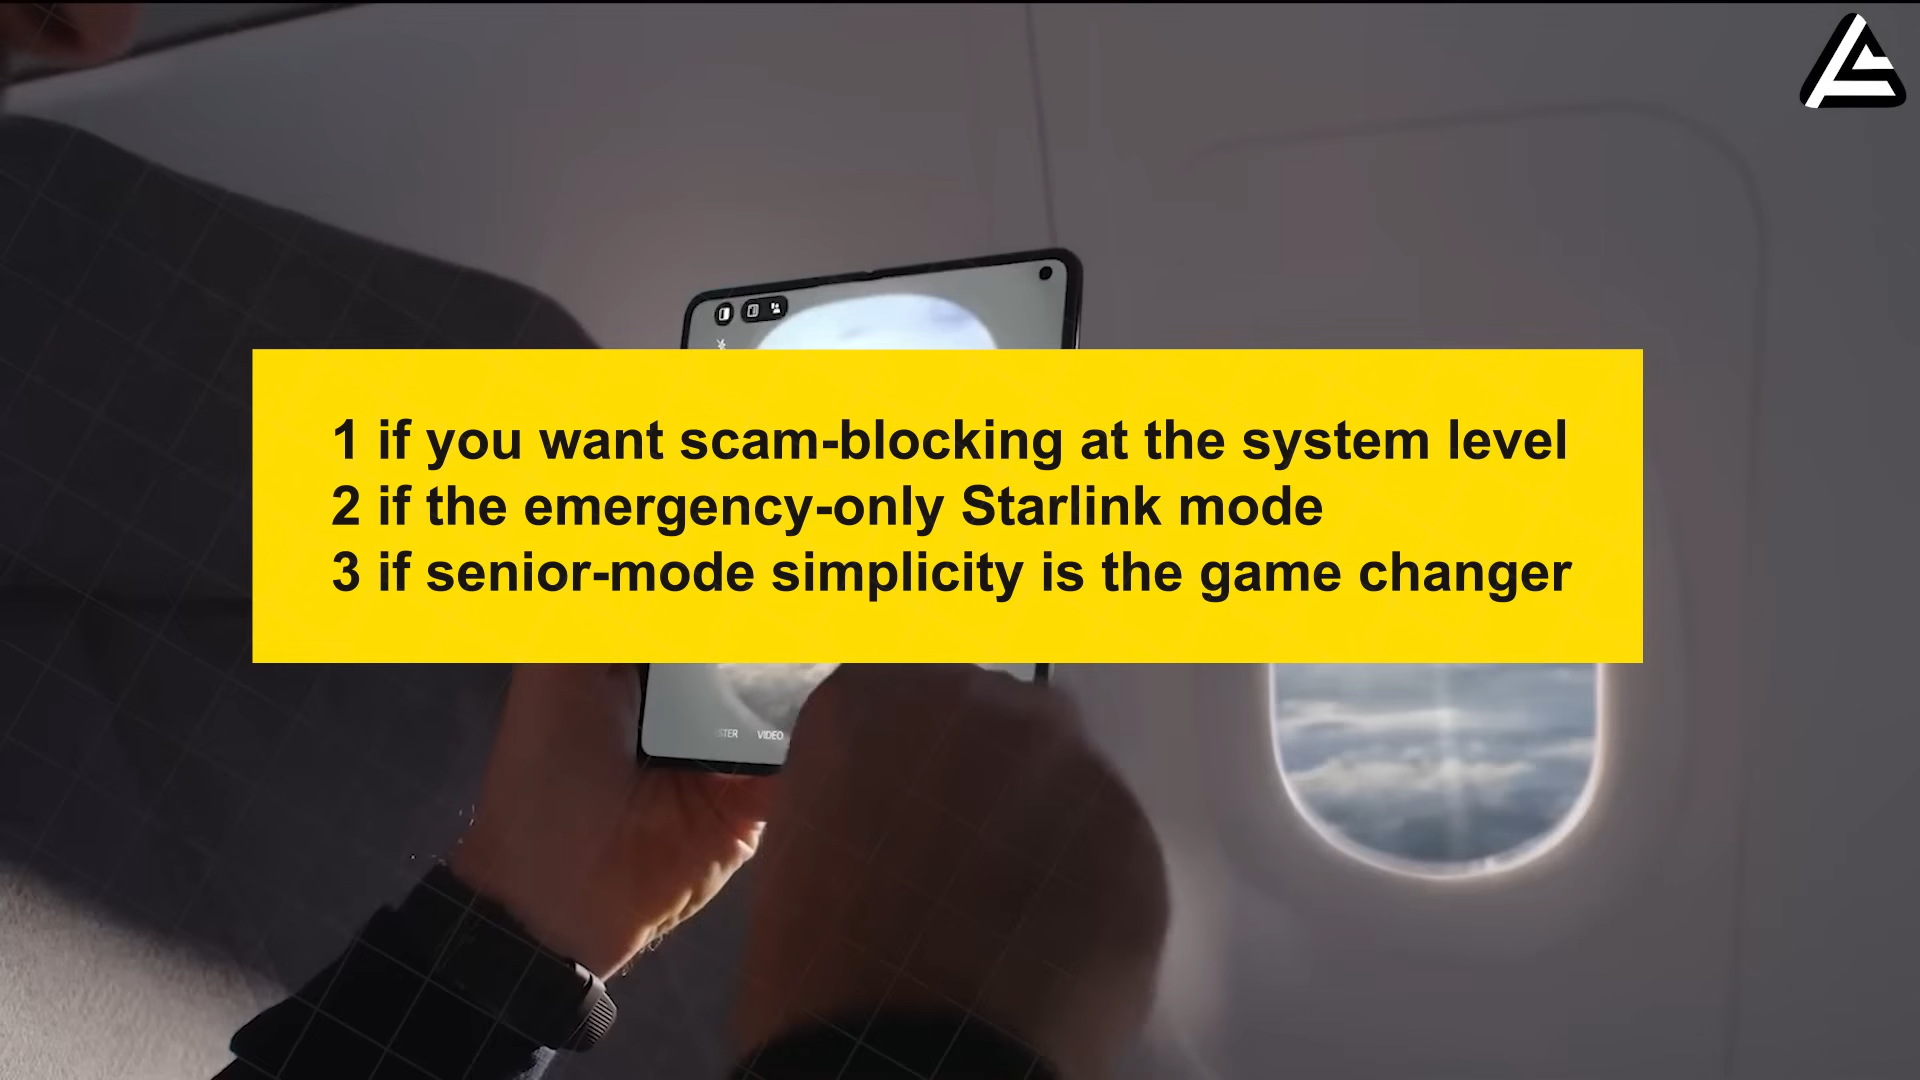 1 if you want scam-blocking at the system level
2 if the emergency-only Starlink mode
3 if senior-mode simplicity is the game changer
STER VIDEO